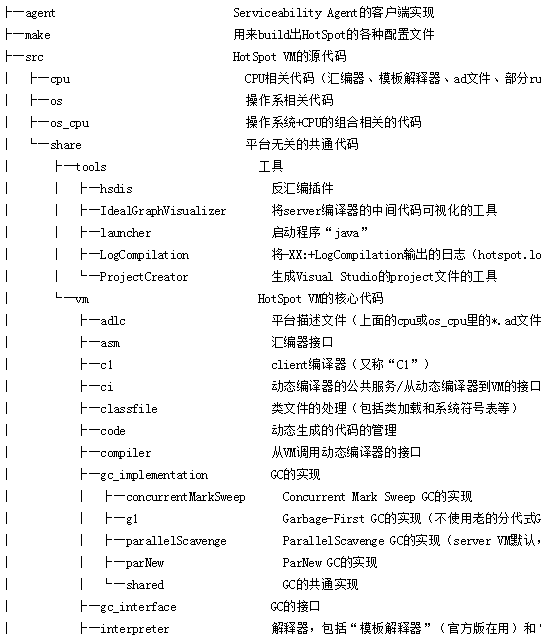 ├─agent                            Serviceability Agent的客户端实现
├─make                             用来build出HotSpot的各种配置文件
├─src                              HotSpot VM的源代码
│  ├─cpu                            CPU相关代码（汇编器、模板解释器、ad文件、部分ru
│  ├─os                             操作系相关代码
│  ├─os_cpu                         操作系统+CPU的组合相关的代码
│  └─share                          平台无关的共通代码
│      ├─tools                        工具
│      │  ├─hsdis                      反汇编插件
│      │  ├─IdealGraphVisualizer       将server编译器的中间代码可视化的工具
│      │  ├─launcher                   启动程序“java”
│      │  ├─LogCompilation             将-XX:+LogCompilation输出的日志（hotspot.lo
│      │  └─ProjectCreator             生成Visual Studio的project文件的工具
│      └─vm                           HotSpot VM的核心代码
│          ├─adlc                       平台描述文件（上面的cpu或os_cpu里的*.ad文件
│          ├─asm                        汇编器接口
│          ├─c1                         client编译器（又称“C1”）
│          ├─ci                         动态编译器的公共服务/从动态编译器到VM的接口
│          ├─classfile                  类文件的处理（包括类加载和系统符号表等）
│          ├─code                       动态生成的代码的管理
│          ├─compiler                   从VM调用动态编译器的接口
│          ├─gc_implementation          GC的实现
│          │  ├─concurrentMarkSweep      Concurrent Mark Sweep GC的实现
│          │  ├─g1                       Garbage-First GC的实现（不使用老的分代式G
│          │  ├─parallelScavenge         ParallelScavenge GC的实现（server VM默认，
│          │  ├─parNew                   ParNew GC的实现
│          │  └─shared                   GC的共通实现
│          ├─gc_interface               GC的接口
│          ├─interpreter                解释器，包括“模板解释器”（官方版在用）和“